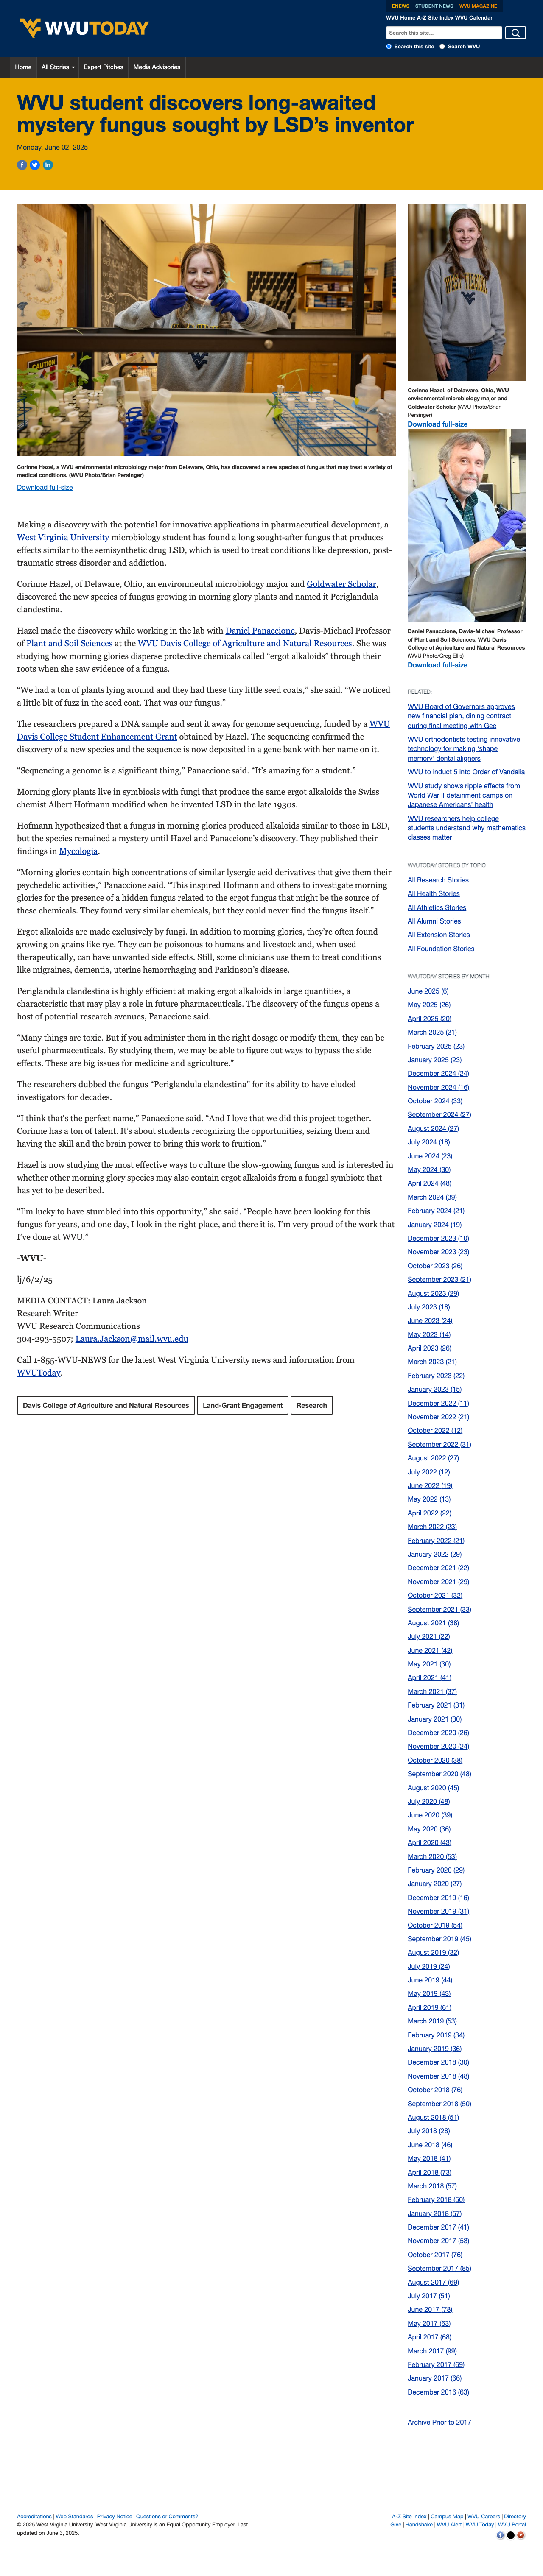 ENEWS STUDENT NEWS WVU MAGAZINE
WVUTODAY
WVU Home A-Z Site Index WVU Calendar
Search this site...
Search this site Search WVU
Home All Stories Expert Pitches Media Advisories
WVU student discovers long-awaited
mystery fungus sought by LSD's inventor
Monday, June 02, 2025
Corinne Hazel, a WVU environmental microbiology major from Delaware, Ohio, has discovered a new species of fungus that may treat a variety of
medical conditions. (WVU Photo/Brian Persinger)
Download full-size
Making a discovery with the potential for innovative applications in pharmaceutical development, a
West Virginia University microbiology student has found a long sought-after fungus that produces
effects similar to the semisynthetic drug LSD, which is used to treat conditions like depression, post-
traumatic stress disorder and addiction.
Corinne Hazel, of Delaware, Ohio, an environmental microbiology major and Goldwater Scholar,
discovered the new species of fungus growing in morning glory plants and named it Periglandula
clandestina.
Hazel made the discovery while working in the lab with Daniel Panaccione, Davis-Michael Professor
of Plant and Soil Sciences at the WVU Davis College of Agriculture and Natural Resources. She was
studying how morning glories disperse protective chemicals called “ergot alkaloids” through their
roots when she saw evidence of a fungus.
“We had a ton of plants lying around and they had these tiny little seed coats,” she said. “We noticed
a little bit of fuzz in the seed coat. That was our fungus.”
The researchers prepared a DNA sample and sent it away for genome sequencing, funded by a WVU
Davis College Student Enhancement Grant obtained by Hazel. The sequencing confirmed the
discovery of a new species and the sequence is now deposited in a gene bank with her name on it.
“Sequencing a genome is a significant thing,” Panaccione said. “It's amazing for a student.”
Morning glory plants live in symbiosis with fungi that produce the same ergot alkaloids the Swiss
chemist Albert Hofmann modified when he invented LSD in the late 1930s.
Hofmann hypothesized that a fungus in morning glories produced alkaloids similar to those in LSD,
but the species remained a mystery until Hazel and Panaccione's discovery. They published their
findings in Mycologia.
“Morning glories contain high concentrations of similar lysergic acid derivatives that give them their
psychedelic activities,” Panaccione said. “This is an example of how organisms tend to associate with
one another. The morning glory benefits from having this fungus because it is protected by those
chemicals. They found very similar chemicals but, try as they might, they couldn't find the fungus itself.”
Ergot alkaloids are made exclusively by fungi. In addition to morning glories, they're also found in
grains and grasses, where they can be poisonous to livestock and humans alike. However, when used
and used therapeutically, can have unwanted side effects. Still, some clinicians use them to treat conditions
like migraines, dementia, uterine hemorrhaging and Parkinson's disease.
Periglandula clandestina is highly efficient at making ergot alkaloids in large quantities, a
characteristic that may play a role in future pharmaceuticals. The discovery of the fungus opens a
host of potential research avenues, Panaccione said.
“Many things are toxic. But if you administer them in the right dosage or modify them, they can be
useful pharmaceuticals. By studying them, we may be able to figure out ways to bypass the side
effects. These are big issues for medicine and agriculture.”
The researchers dubbed the fungus “Periglandula clandestina” for its ability to have eluded
investigators for decades.
“I think that's the perfect name,” Panaccione said. “And I love that we did this project together.
Corinne has a lot of talent. It's about students recognizing the opportunities, seizing them and
having the skill and the brain power to bring this work to fruition.”
Hazel is now studying the most effective way to culture the slow-growing fungus and is interested in
whether other morning glory species may contain ergot alkaloids with a fungal symbiote that
has yet to be described.
“I'm lucky to have stumbled into this opportunity,” she said. “People have been looking for this
fungus for years, and one day, I look in the right place, and there it is. I'm very proud of the work that
I've done at WVU.”
-WVU-
lj/6/2/25
MEDIA CONTACT: Laura Jackson
Research Writer
WVU Research Communications
304-293-5507; Laura.Jackson@mail.wvu.edu
Call 1-855-WVU-NEWS for the latest West Virginia University news and information from
WVUToday.
Davis College of Agriculture and Natural Resources Land-Grant Engagement Research
Corinne Hazel, of Delaware, Ohio, WVU
environmental microbiology major and
Goldwater Scholar (WVU Photo/Brian
Persinger)
Download full-size
Daniel Panaccione, Davis-Michael Professor
of Plant and Soil Sciences, WVU Davis
College of Agriculture and Natural Resources
(WVU Photo/Greg Ellis)
Download full-size
RELATED:
WVU Board of Governors approves
new financial plan, dining contract
during final meeting with Gee
WVU orthodontists testing innovative
technology for making ‘shape
memory’ dental aligners
WVU to induct 5 into Order of Vandalia
WVU study shows ripple effects from
World War II detainment camps on
Japanese Americans' health
WVU researchers help college
students understand why mathematics
classes matter
WVUTODAY STORIES BY TOPIC
All Research Stories
All Health Stories
All Athletics Stories
All Alumni Stories
All Extension Stories
All Foundation Stories
WVUTODAY STORIES BY MONTH
June 2025 (6)
May 2025 (26)
April 2025 (20)
March 2025 (21)
February 2025 (23)
January 2025 (23)
December 2024 (24)
November 2024 (16)
October 2024 (33)
September 2024 (27)
August 2024 (27)
July 2024 (18)
June 2024 (23)
May 2024 (30)
April 2024 (48)
March 2024 (39)
February 2024 (21)
January 2024 (19)
December 2023 (10)
November 2023 (23)
October 2023 (26)
September 2023 (21)
August 2023 (29)
July 2023 (18)
June 2023 (24)
May 2023 (14)
April 2023 (26)
March 2023 (21)
February 2023 (22)
January 2023 (15)
December 2022 (11)
November 2022 (21)
October 2022 (12)
September 2022 (31)
August 2022 (27)
July 2022 (12)
June 2022 (19)
May 2022 (13)
April 2022 (22)
March 2022 (23)
February 2022 (21)
January 2022 (29)
December 2021 (22)
November 2021 (29)
October 2021 (32)
September 2021 (33)
August 2021 (38)
July 2021 (22)
June 2021 (42)
May 2021 (30)
April 2021 (41)
March 2021 (37)
February 2021 (31)
January 2021 (30)
December 2020 (26)
November 2020 (24)
October 2020 (38)
September 2020 (48)
August 2020 (45)
July 2020 (48)
June 2020 (39)
May 2020 (36)
April 2020 (43)
March 2020 (53)
February 2020 (29)
January 2020 (27)
December 2019 (16)
November 2019 (31)
October 2019 (54)
September 2019 (45)
August 2019 (32)
July 2019 (24)
June 2019 (44)
May 2019 (43)
April 2019 (61)
March 2019 (53)
February 2019 (34)
January 2019 (36)
December 2018 (30)
November 2018 (48)
October 2018 (76)
September 2018 (50)
August 2018 (51)
July 2018 (28)
June 2018 (46)
May 2018 (41)
April 2018 (73)
March 2018 (57)
February 2018 (50)
January 2018 (57)
December 2017 (41)
November 2017 (53)
October 2017 (76)
September 2017 (85)
August 2017 (69)
July 2017 (51)
June 2017 (78)
May 2017 (63)
April 2017 (68)
March 2017 (99)
February 2017 (69)
January 2017 (66)
December 2016 (63)
Archive Prior to 2017
Accreditations | Web Standards | Privacy Notice | Questions or Comments?
© 2025 West Virginia University. West Virginia University is an Equal Opportunity Employer. Last
updated on June 3, 2025.
A-Z Site Index | Campus Map | WVU Careers | Directory
Give | Handshake | WVU Alert | WVU Today | WVU Portal